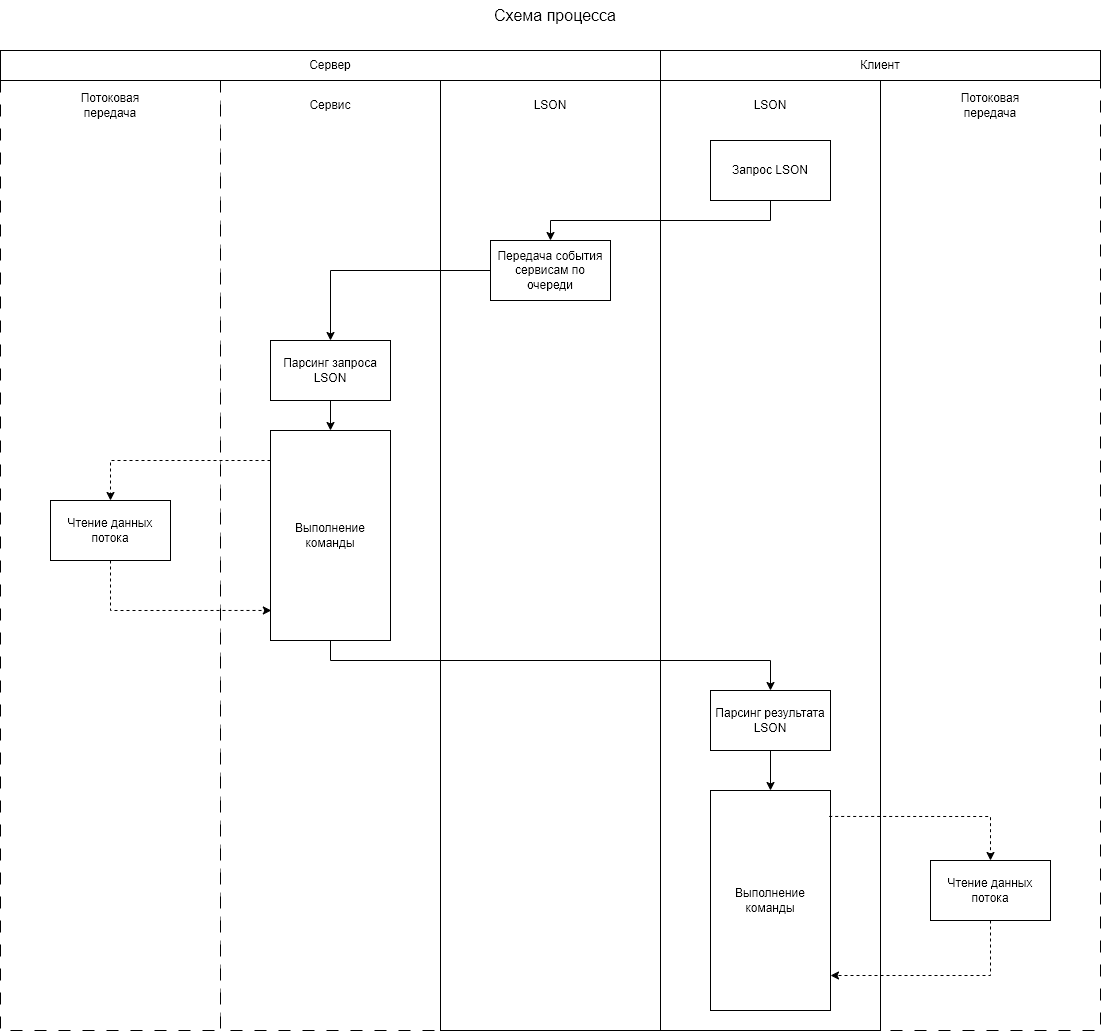 Схема процесса
Сервер
Клиент
Потоковая
передача
Сервис
LSON
LSON
Потоковая
передача
Запрос LSON
Передача события
сервисам по
очереди
Парсинг запроса
LSON
Выполнение
команды
Чтение данных
потока
Парсинг результата
LSON
Выполнение
команды
Чтение данных
потока